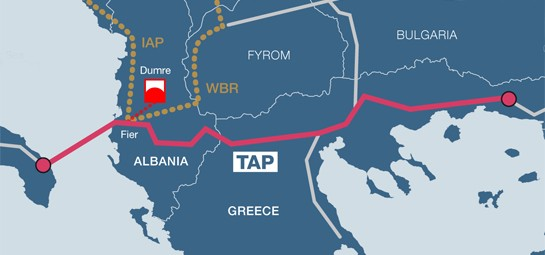 BULGARIA
IAP
FYROM
Dumre
WBR
Fier
ALBANIA
TAP
GREECE